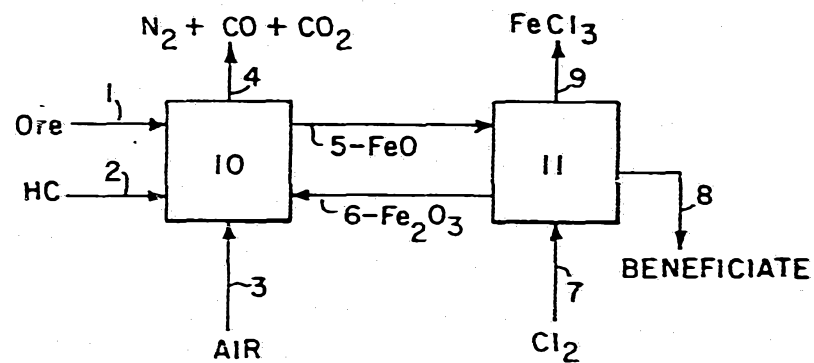 N₂ + CO + CO₂
FeCl₃
4
9
1
Ore
10
5-FeO
11
2
HC
6-Fe₂O₃
8
3
7
BENEFICIATE
AIR
Cl₂